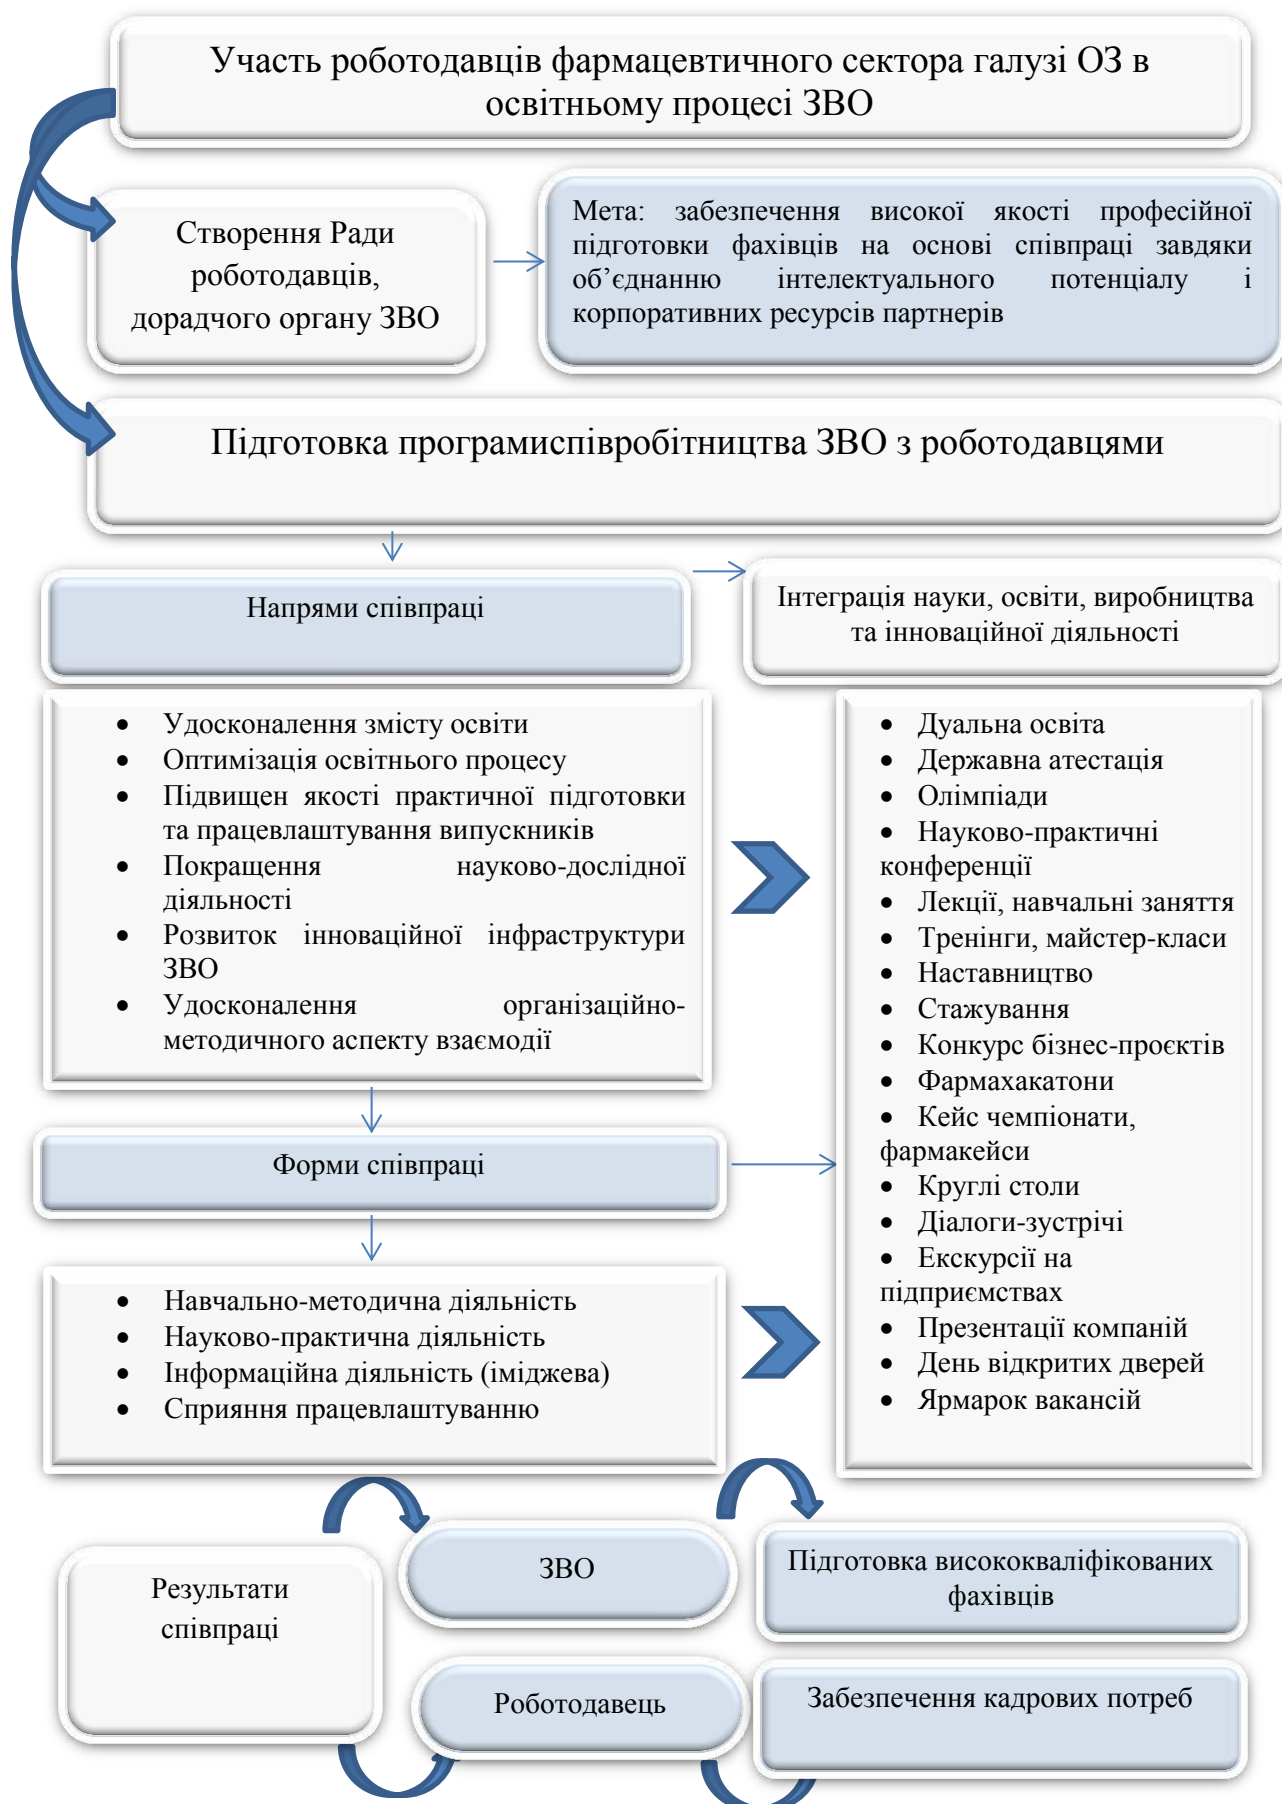 Участь роботодавців фармацевтичного сектора галузі ОЗ в
освітньому процесі ЗВО
Створення Ради
роботодавців,
дорадчого органу ЗВО
Мета: забезпечення високої якості професійної
підготовки фахівців на основі співпраці завдяки
об’єднанню інтелектуального потенціалу і
корпоративних ресурсів партнерів
Підготовка програмиспівробітництва ЗВО з роботодавцями
Напрями співпраці
Інтеграція науки, освіти, виробництва
та інноваційної діяльності
• Удосконалення змісту освіти
• Оптимізація освітнього процесу
• Підвищен якості практичної підготовки
та працевлаштування випускників
• Покращення науково-дослідної
діяльності
• Розвиток інноваційної інфраструктури
ЗВО
• Удосконалення організаційно-
методичного аспекту взаємодії
• Дуальна освіта
• Державна атестація
• Олімпіади
• Науково-практичні
конференції
• Лекції, навчальні заняття
• Тренінги, майстер-класи
• Наставництво
• Стажування
• Конкурс бізнес-проєктів
• Фармахакатони
• Кейс чемпіонати,
фармакейси
• Круглі столи
• Діалоги-зустрічі
• Екскурсії на
підприємствах
• Презентації компаній
• День відкритих дверей
• Ярмарок вакансій
Форми співпраці
• Навчально-методична діяльність
• Науково-практична діяльність
• Інформаційна діяльність (іміджева)
• Сприяння працевлаштуванню
Результати
співпраці
ЗВО
Підготовка висококваліфікованих
фахівців
Роботодавець
Забезпечення кадрових потреб